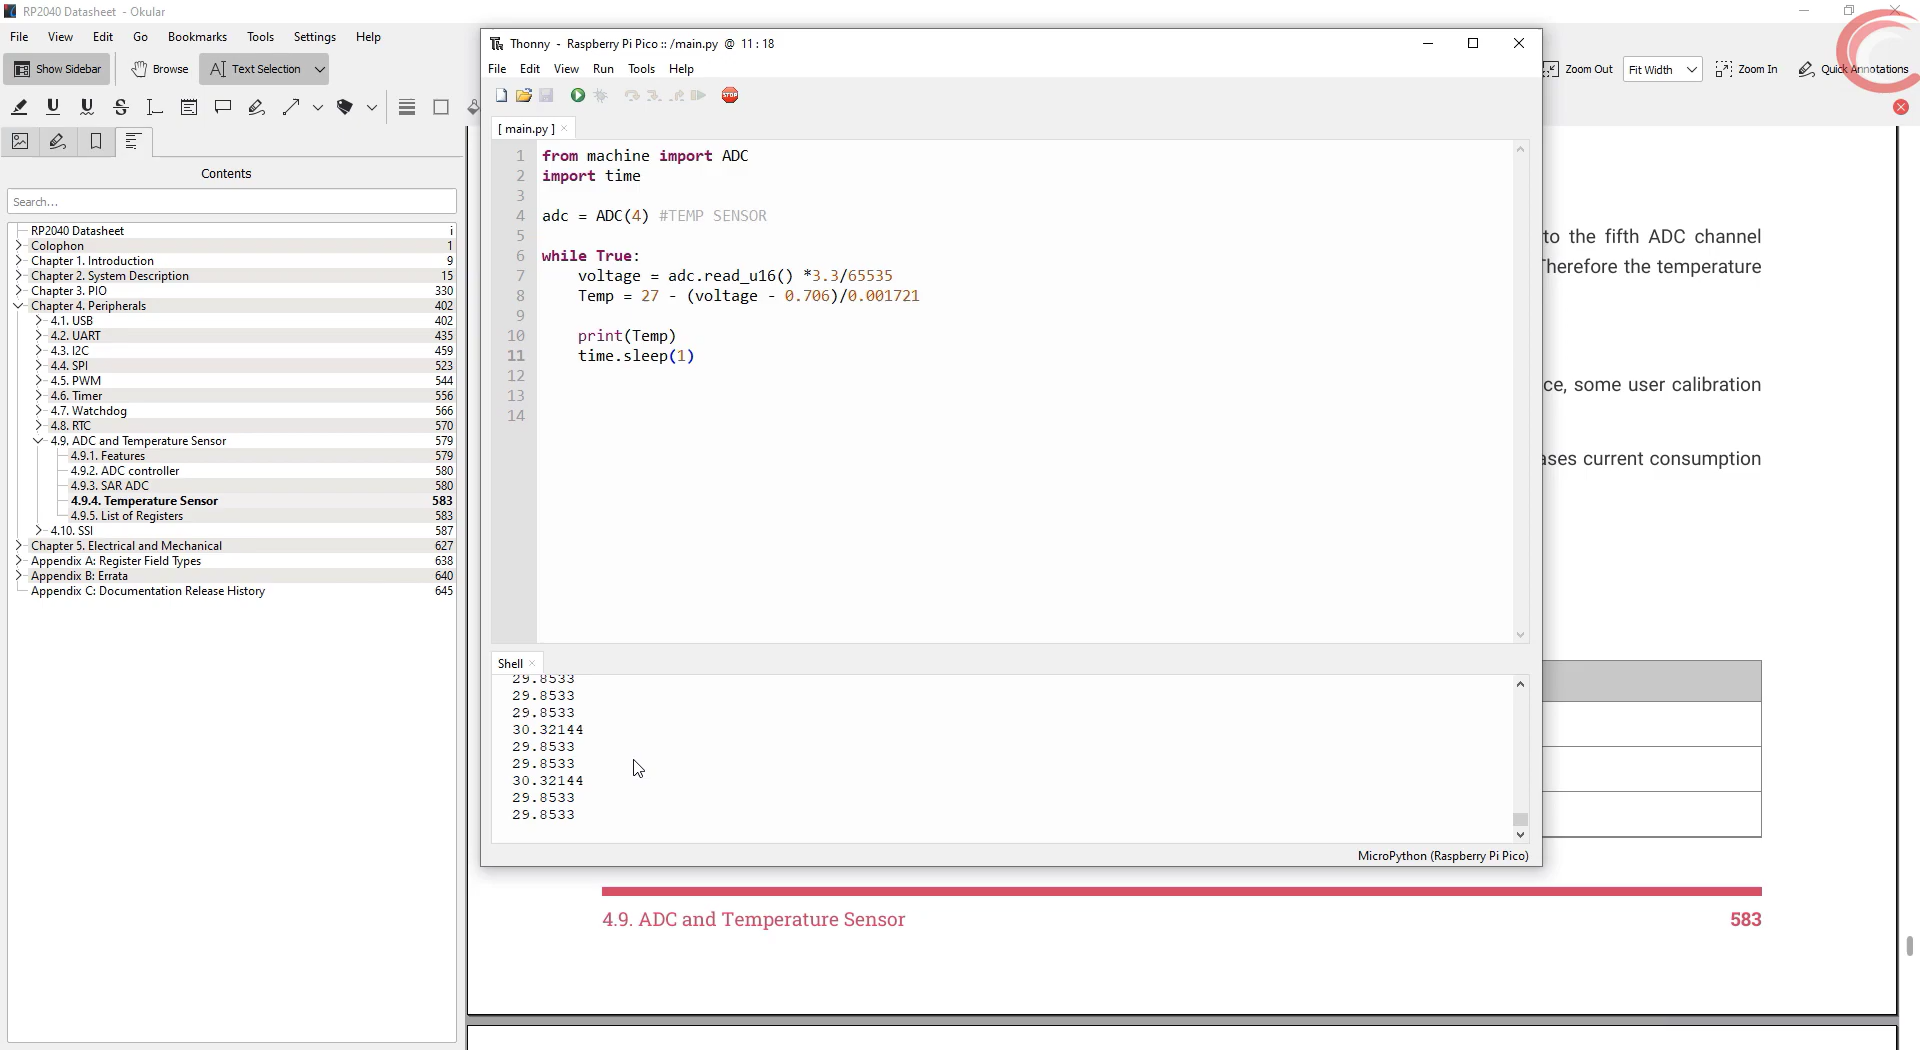 RP2040 Datasheet - Okular
File View Edit Go Bookmarks Tools Settings Help
Show Sidebar Browse Text Selection
Zoom Out Fit Width Zoom In Quick Annotations
Contents
Search...
RP2040 Datasheet i
Colophon 1
Chapter 1. Introduction 9
Chapter 2. System Description 15
Chapter 3. PIO 330
Chapter 4. Peripherals 402
4.1. USB 402
4.2. UART 435
4.3. I2C 459
4.4. SPI 523
4.5. PWM 544
4.6. Timer 556
4.7. Watchdog 566
4.8. RTC 570
4.9. ADC and Temperature Sensor 579
4.9.1. Features 579
4.9.2. ADC controller 580
4.9.3. SAR ADC 580
4.9.4. Temperature Sensor 583
4.9.5. List of Registers 583
4.10. SSI 587
Chapter 5. Electrical and Mechanical 627
Appendix A: Register Field Types 638
Appendix B: Errata 640
Appendix C: Documentation Release History 645
Thonny - Raspberry Pi Pico :: /main.py @ 11 : 18
File Edit View Run Tools Help
STOP
[ main.py ]
1 from machine import ADC
2 import time
3
4 adc = ADC(4) #TEMP SENSOR
5
6 while True:
7 voltage = adc.read_u16() *3.3/65535
8 Temp = 27 - (voltage - 0.706)/0.001721
9
10 print(Temp)
11 time.sleep(1)
12
13
14
Shell
29.8533
29.8533
29.8533
30.32144
29.8533
29.8533
30.32144
29.8533
29.8533
MicroPython (Raspberry Pi Pico)
to the fifth ADC channel
Therefore the temperature
ce, some user calibration
ases current consumption
4.9. ADC and Temperature Sensor 583